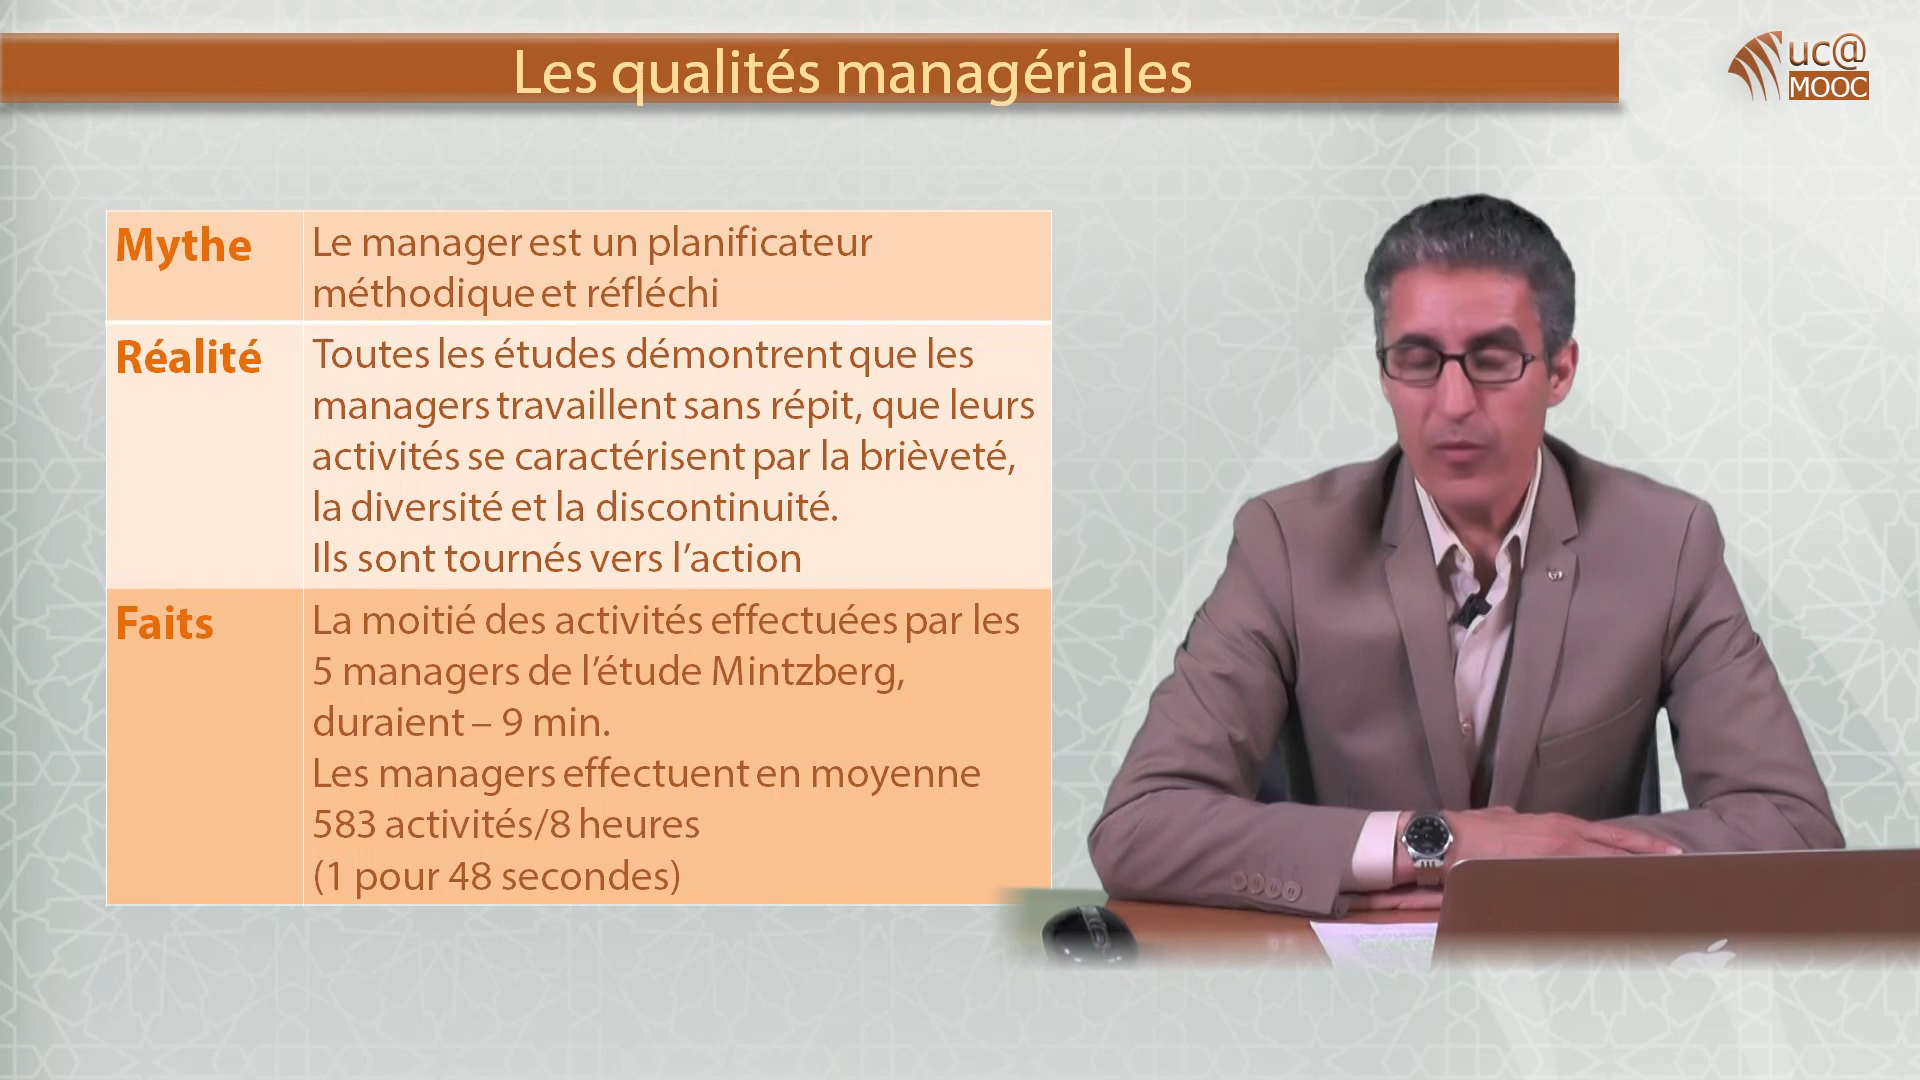 Les qualités managériales
uc@
MOOC
Mythe
Le manager est un planificateur
méthodique et réfléchi
Réalité
Toutes les études démontrent que les
managers travaillent sans répit, que leurs
activités se caractérisent par la brièveté,
la diversité et la discontinuité.
Ils sont tournés vers l'action
Faits
La moitié des activités effectuées par les
5 managers de l'étude Mintzberg,
duraient – 9 min.
Les managers effectuent en moyenne
583 activités/8 heures
(1 pour 48 secondes)